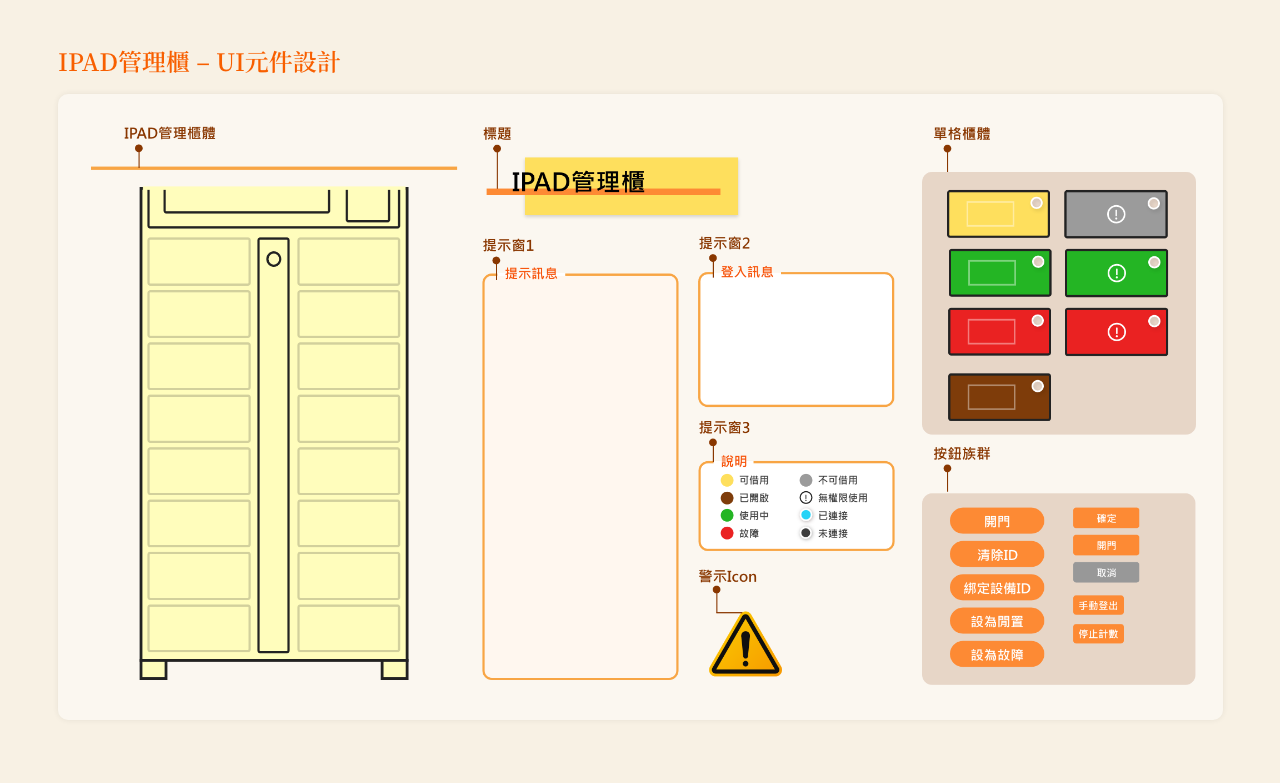 IPAD管理櫃 – UI元件設計
IPAD管理櫃體
標題
IPAD管理櫃
提示窗1
提示訊息
提示窗2
登入訊息
提示窗3
說明
可借用
不可借用
已開啟
無權限使用
使用中
已連接
故障
未連接
警示Icon
單格櫃體
按鈕族群
開門
清除ID
綁定設備ID
設為閒置
設為故障
確定
開門
取消
手動登出
停止計數